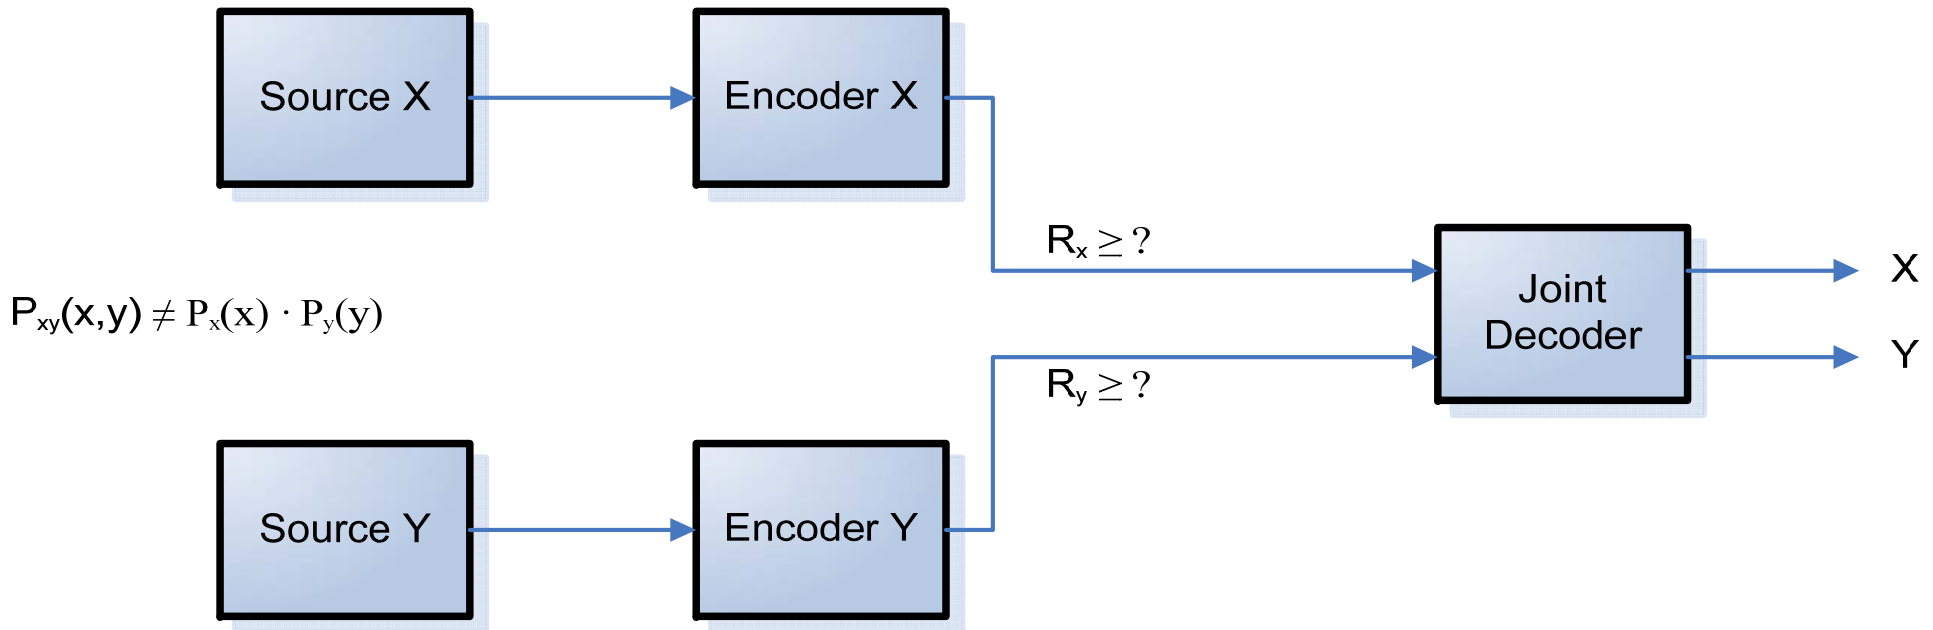 Source X
Encoder X
Rx ≥ ?
Joint
Decoder
X
Y
Pxy(x,y) ≠ Px(x) · Py(y)
Ry ≥ ?
Source Y
Encoder Y